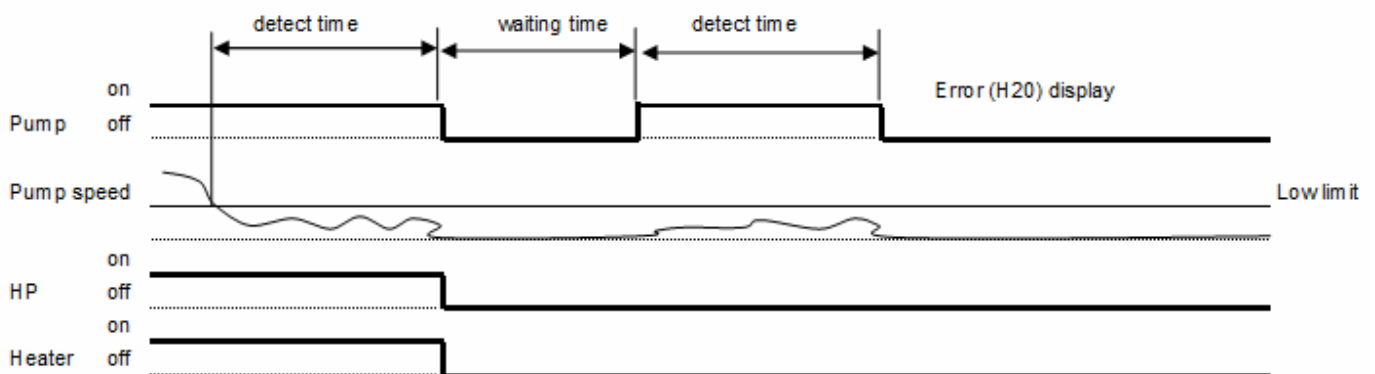 detect time waiting time detect time
on Error (H20) display
Pump off
Pump speed Low limit
on
HP off
on
Heater off